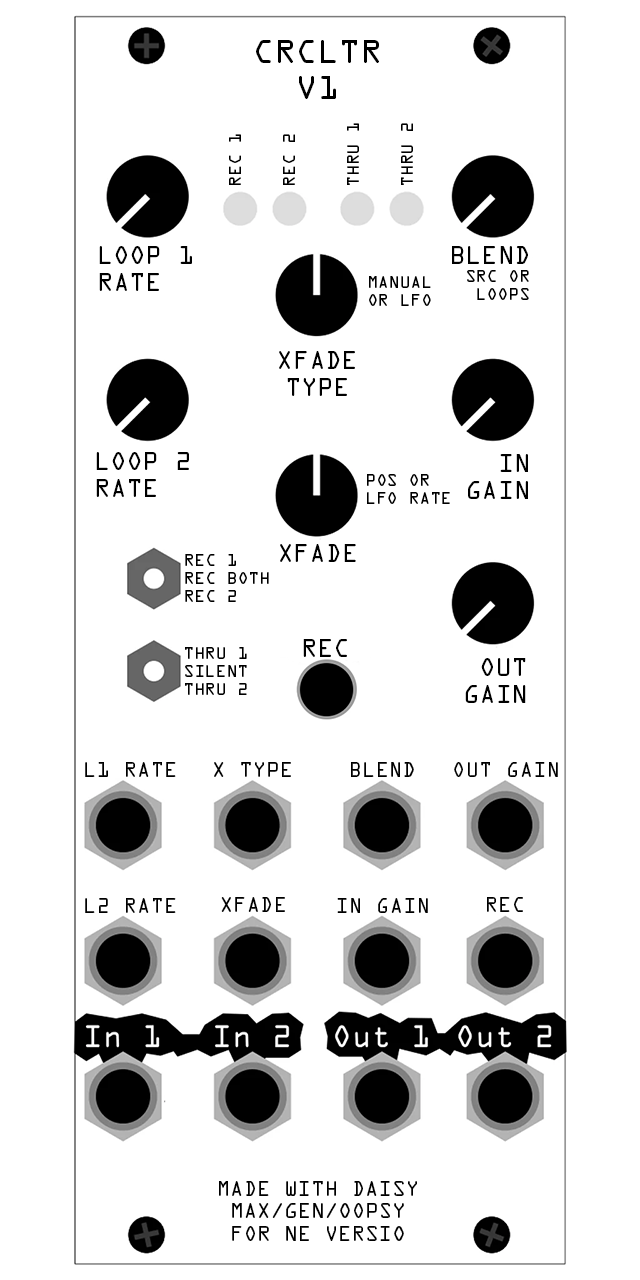 CRCLTR
V1
REC 1
REC 2
THRU 1
THRU 2
LOOP 1
RATE
BLEND
SRC OR
LOOPS
MANUAL
OR LFO
XFADE
TYPE
LOOP 2
RATE
IN
GAIN
POS OR
LFO RATE
XFADE
REC 1
REC BOTH
REC 2
THRU 1
SILENT
THRU 2
REC
OUT
GAIN
L1 RATE
X TYPE
BLEND
OUT GAIN
L2 RATE
XFADE
IN GAIN
REC
In 1
In 2
Out 1
Out 2
MADE WITH DAISY
MAX/GEN/OOPSY
FOR NE VERSIO